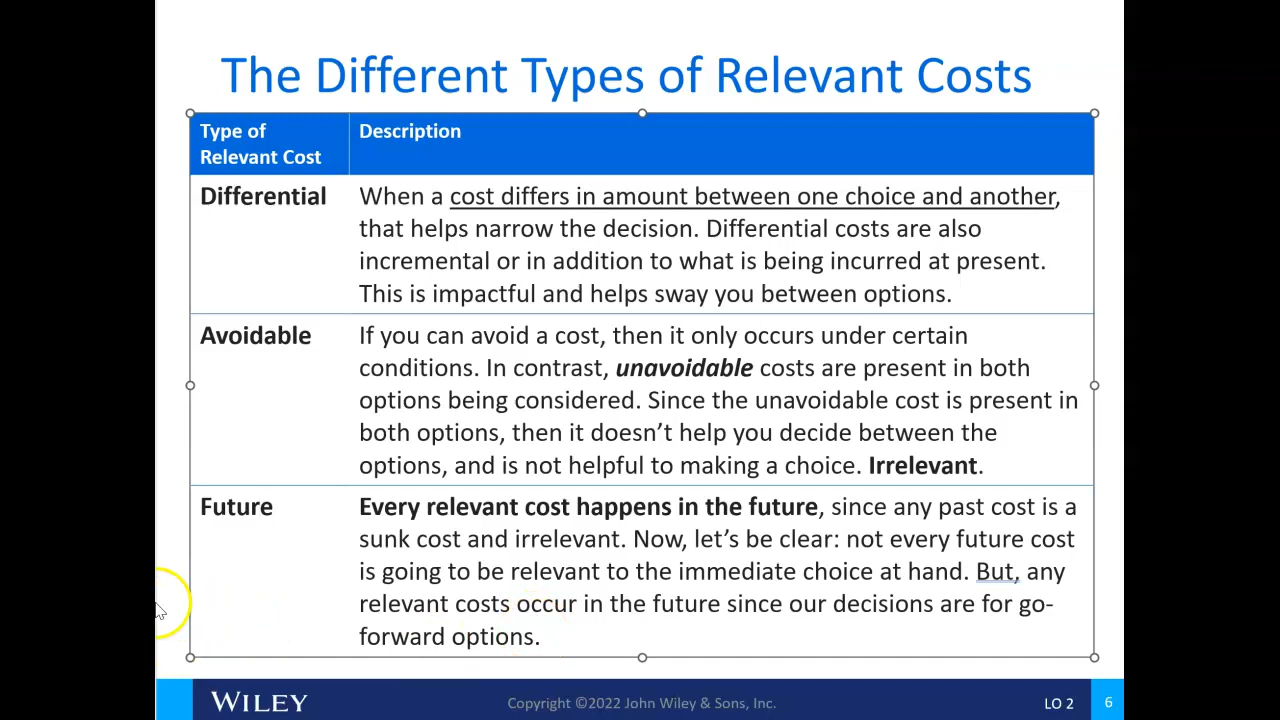 The Different Types of Relevant Costs
Type of
Relevant Cost
Description
Differential
When a cost differs in amount between one choice and another,
that helps narrow the decision. Differential costs are also
incremental or in addition to what is being incurred at present.
This is impactful and helps sway you between options.
Avoidable
If you can avoid a cost, then it only occurs under certain
conditions. In contrast, unavoidable costs are present in both
options being considered. Since the unavoidable cost is present in
both options, then it doesn’t help you decide between the
options, and is not helpful to making a choice. Irrelevant.
Future
Every relevant cost happens in the future, since any past cost is a
sunk cost and irrelevant. Now, let’s be clear: not every future cost
is going to be relevant to the immediate choice at hand. But, any
relevant costs occur in the future since our decisions are for go-
forward options.
WILEY
Copyright ©2022 John Wiley & Sons, Inc.
LO 2
6